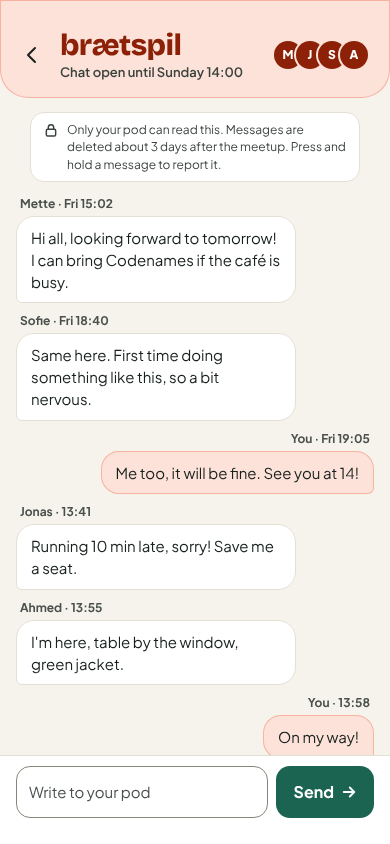 brætspil
Chat open until Sunday 14:00
M J S A
Only your pod can read this. Messages are
deleted about 3 days after the meetup. Press and
hold a message to report it.
Mette · Fri 15:02
Hi all, looking forward to tomorrow!
I can bring Codenames if the café is
busy.
Sofie · Fri 18:40
Same here. First time doing
something like this, so a bit
nervous.
You · Fri 19:05
Me too, it will be fine. See you at 14!
Jonas · 13:41
Running 10 min late, sorry! Save me
a seat.
Ahmed · 13:55
I'm here, table by the window,
green jacket.
You · 13:58
On my way!
Write to your pod
Send →